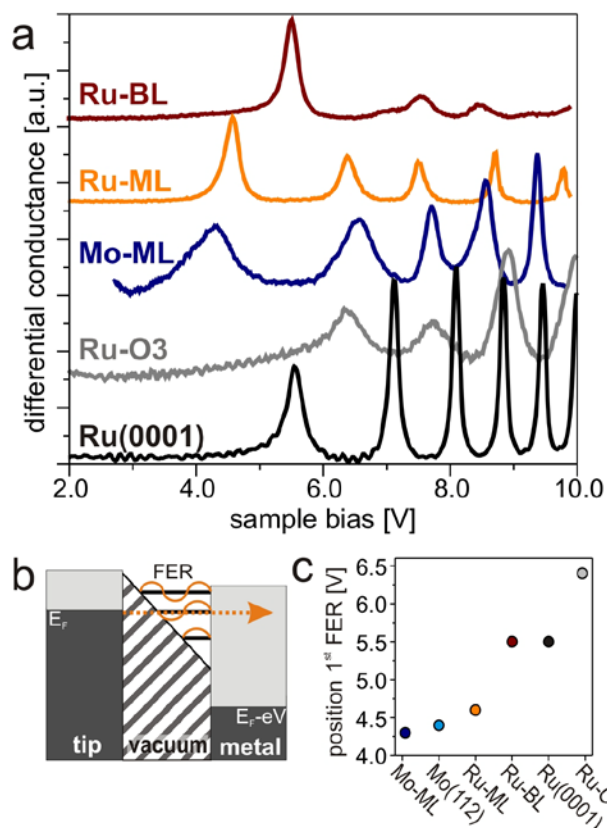 a
differential conductance [a.u.]
Ru-BL
Ru-ML
Mo-ML
Ru-O3
Ru(0001)
2.0 4.0 6.0 8.0 10.0
sample bias [V]
b
FER
E_F
E_F-eV
tip vacuum metal
c
position 1st FER [V]
6.5
6.0
5.5
5.0
4.5
4.0
Mo-ML
Mo(112)
Ru-ML
Ru-BL
Ru(0001)